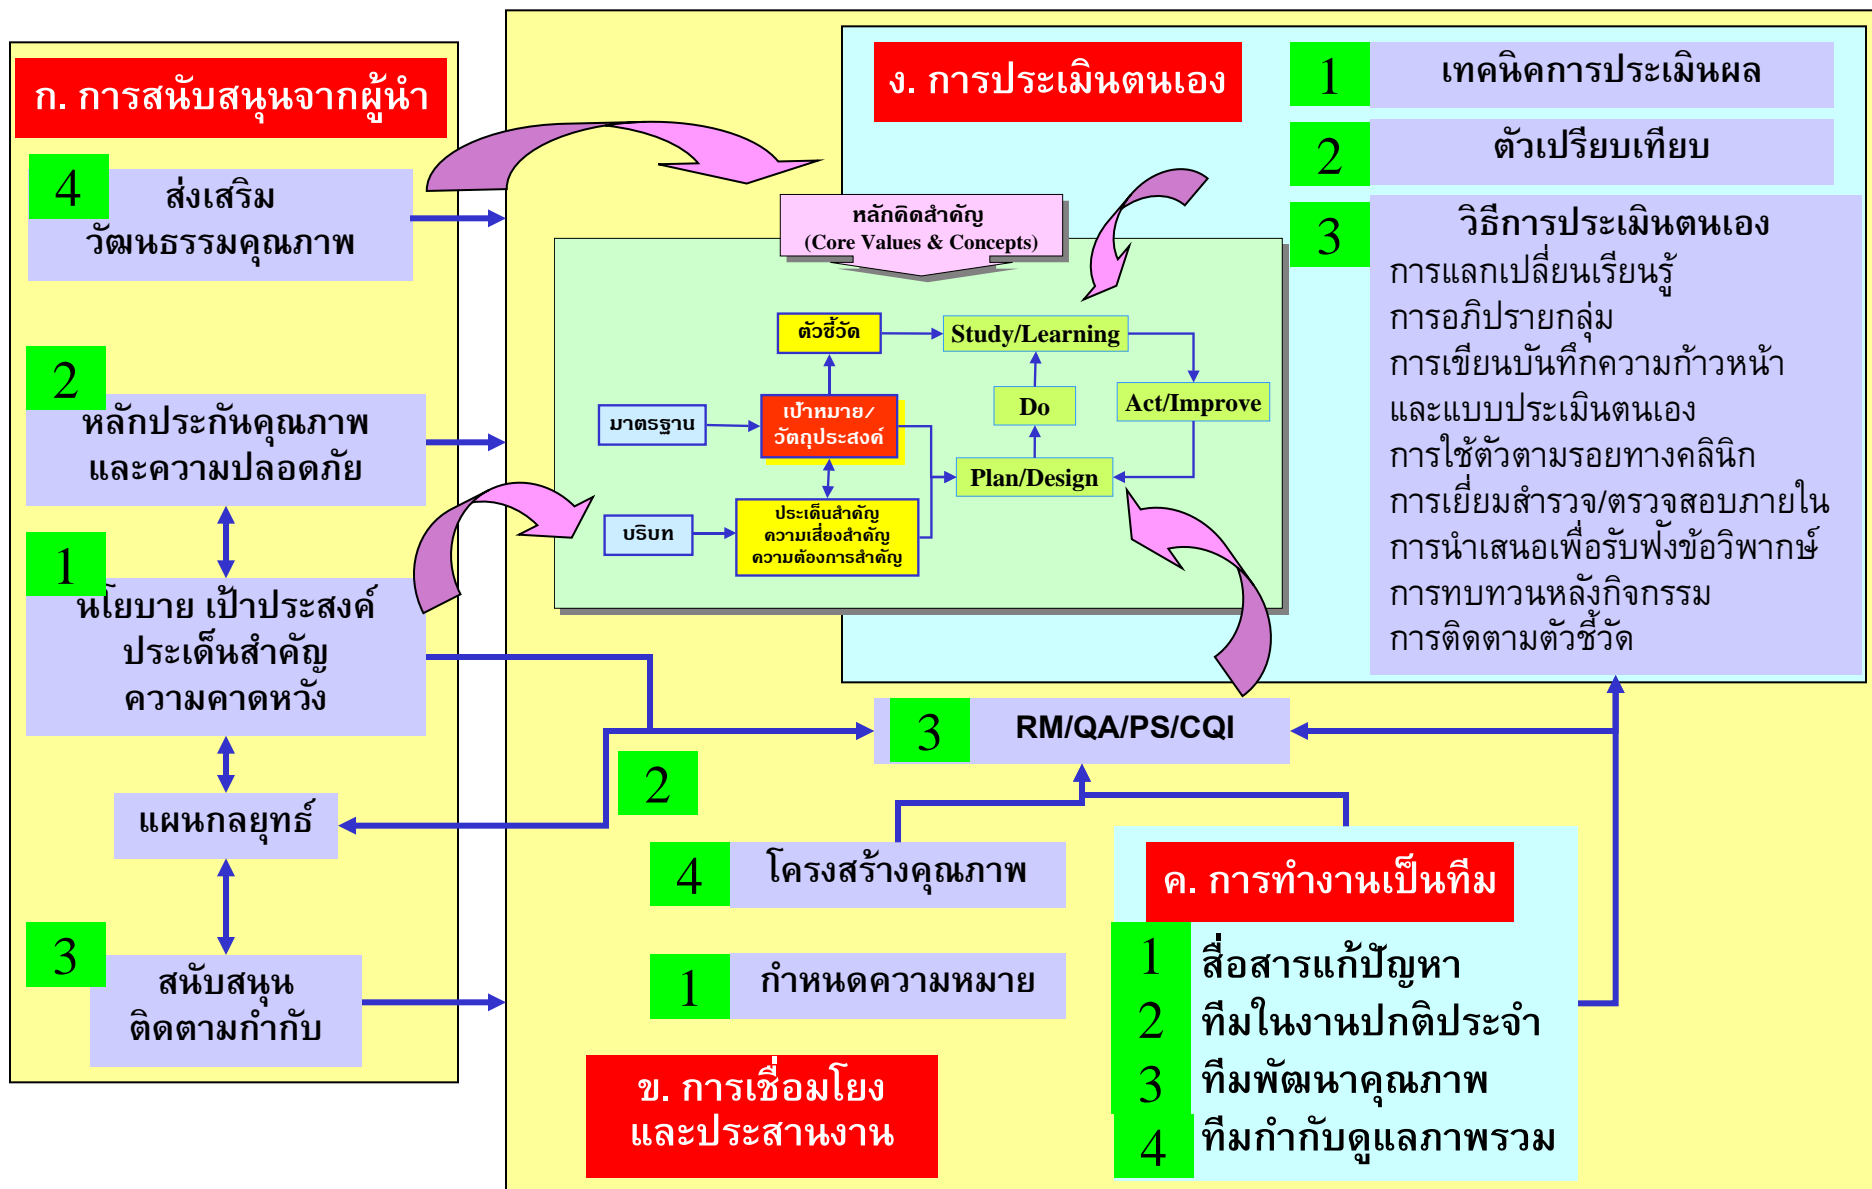 ก. การสนับสนุนจากผู้นำ
4
ส่งเสริม
วัฒนธรรมคุณภาพ
2
หลักประกันคุณภาพ
และความปลอดภัย
1
นโยบาย เป้าประสงค์
ประเด็นสำคัญ
ความคาดหวัง
แผนกลยุทธ์
3
สนับสนุน
ติดตามกำกับ
ง. การประเมินตนเอง
1
เทคนิคการประเมินผล
2
ตัวเปรียบเทียบ
3
วิธีการประเมินตนเอง
การแลกเปลี่ยนเรียนรู้
การอภิปรายกลุ่ม
การเขียนบันทึกความก้าวหน้า
และแบบประเมินตนเอง
การใช้ตัวตามรอยทางคลินิก
การเยี่ยมสำรวจ/ตรวจสอบภายใน
การนำเสนอเพื่อรับฟังข้อวิพากษ์
การทบทวนหลังกิจกรรม
การติดตามตัวชี้วัด
หลักคิดสำคัญ
(Core Values & Concepts)
ตัวชี้วัด
Study/Learning
มาตรฐาน
เป้าหมาย/
วัตถุประสงค์
Do
Act/Improve
Plan/Design
บริบท
ประเด็นสำคัญ
ความเสี่ยงสำคัญ
ความต้องการสำคัญ
3
RM/QA/PS/CQI
2
4
โครงสร้างคุณภาพ
1
กำหนดความหมาย
ข. การเชื่อมโยง
และประสานงาน
ค. การทำงานเป็นทีม
1 สื่อสารแก้ปัญหา
2 ทีมในงานปกติประจำ
3 ทีมพัฒนาคุณภาพ
4 ทีมกำกับดูแลภาพรวม